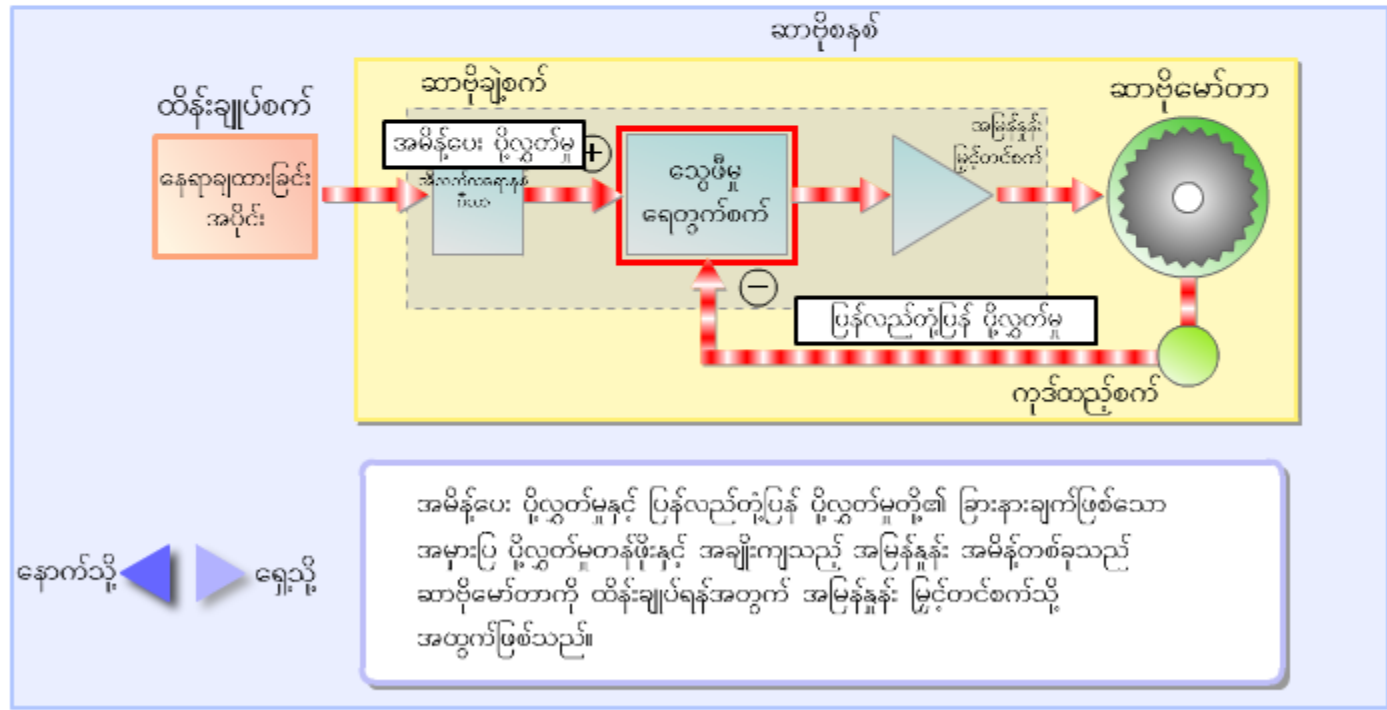 ဆာဗိုစနစ်
ဆာဗိုချဲ့စက်
ဆာဗိုမော်တာ
ထိန်းချုပ်စက်
အမိန့်ပေး ပို့လွှတ်မှု
+
အမြန်နှုန်း
မြှင့်တင်စက်
နေရာချထားခြင်း
အပိုင်း
သွေဖီမှု
ရေတွက်စက်
−
ပြန်လည်တုံ့ပြန် ပို့လွှတ်မှု
ကုဒ်ထည့်စက်
အမိန့်ပေး ပို့လွှတ်မှုနှင့် ပြန်လည်တုံ့ပြန် ပို့လွှတ်မှုတို့၏ ခြားနားချက်ဖြစ်သော
အမှားပြ ပို့လွှတ်မှုတန်ဖိုးနှင့် အချိုးကျသည့် အမြန်နှုန်း အမိန့်တစ်ခုသည်
ဆာဗိုမော်တာကို ထိန်းချုပ်ရန်အတွက် အမြန်နှုန်း မြှင့်တင်စက်သို့
အထွက်ဖြစ်သည်။
နောက်သို့
ရှေ့သို့